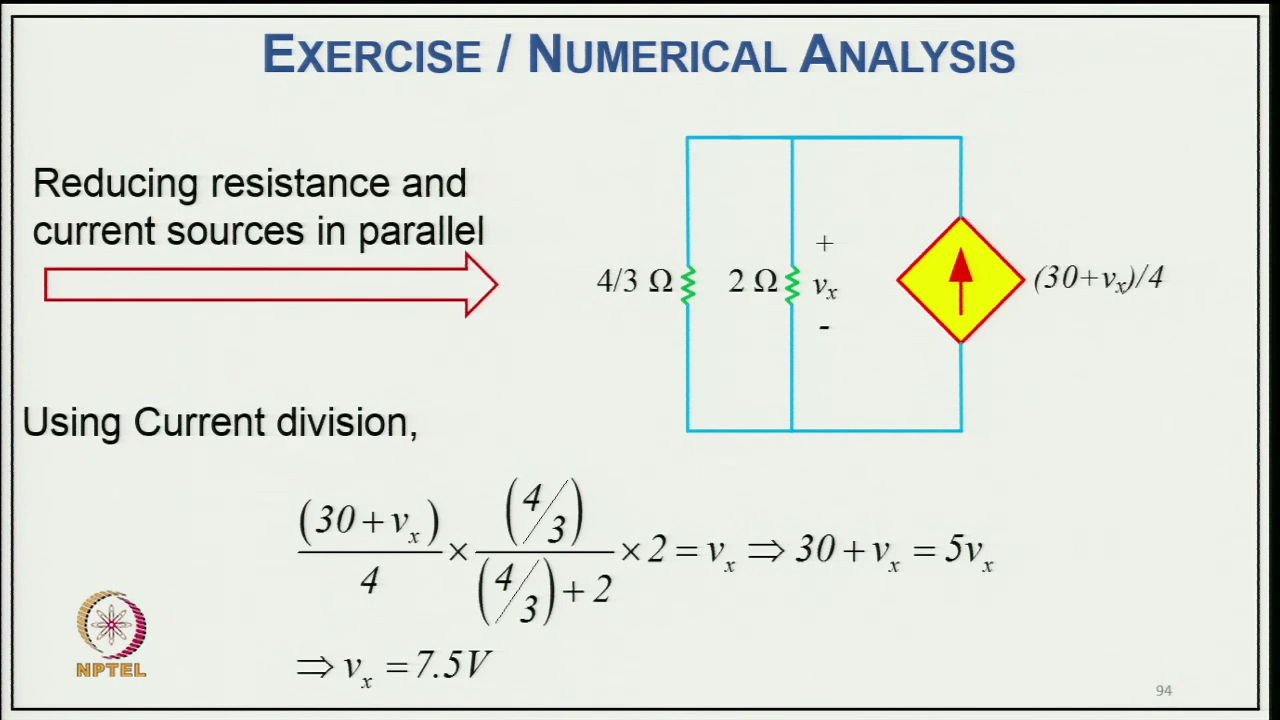 EXERCISE / NUMERICAL ANALYSIS
Reducing resistance and
current sources in parallel
4/3 Ω
2 Ω
+
vₓ
-
(30+vₓ)/4
Using Current division,
(30+vₓ)/4 × (4/3)/((4/3)+2) ×2 = vₓ ⇒ 30+vₓ = 5vₓ
⇒ vₓ = 7.5V
NPTEL
94